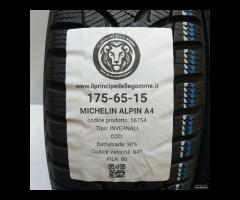 www.ilprincipedellegomme.it
175-65-15
MICHELIN ALPIN A4
codice prodotto: 56754
Tipo: INVERNALI
COD:
Battistrada: 90%
Codice Velocità: 84T
FILA: 80